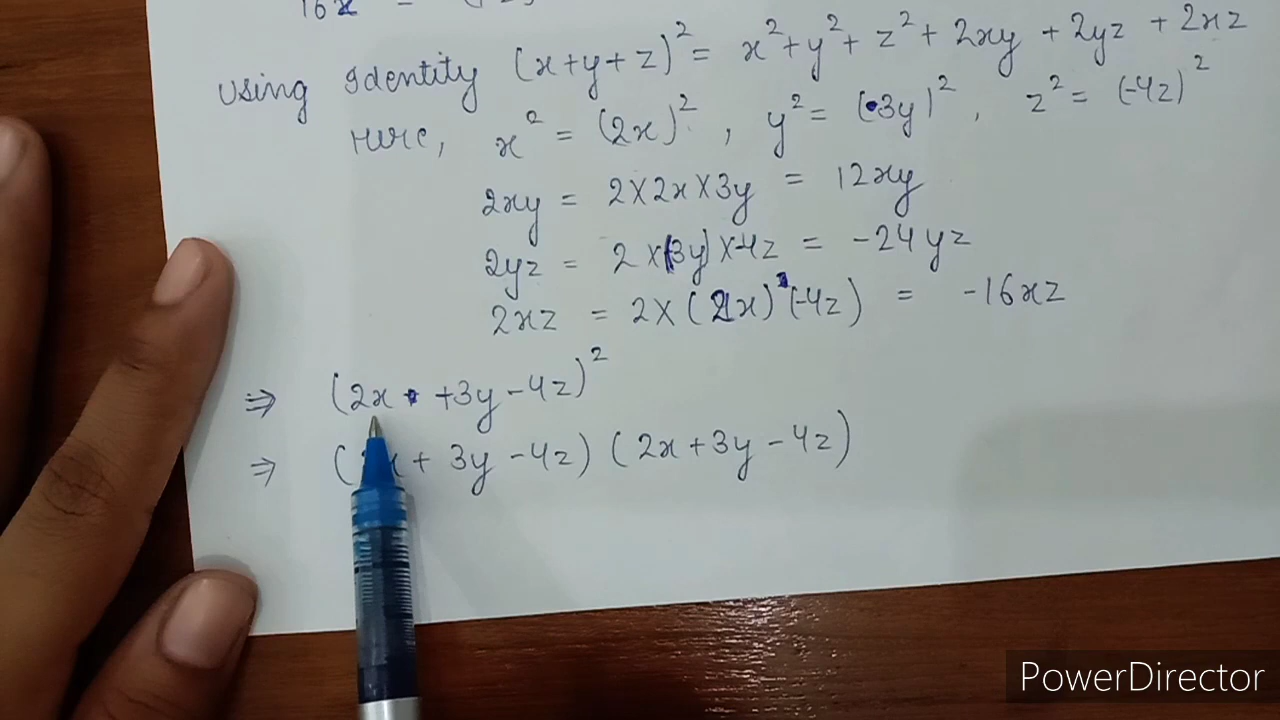 16x
Using Identity (x+y+z)² = x²+y²+z²+2xy+2yz+2xz
Here, x² = (2x)², y² = (3y)², z² = (-4z)²
2xy = 2×2x×3y = 12xy
2yz = 2×(3y)×-4z = -24yz
2xz = 2×(2x)(-4z) = -16xz
⇒ (2x +3y-4z)²
⇒ (2x+3y-4z)(2x+3y-4z)
PowerDirector